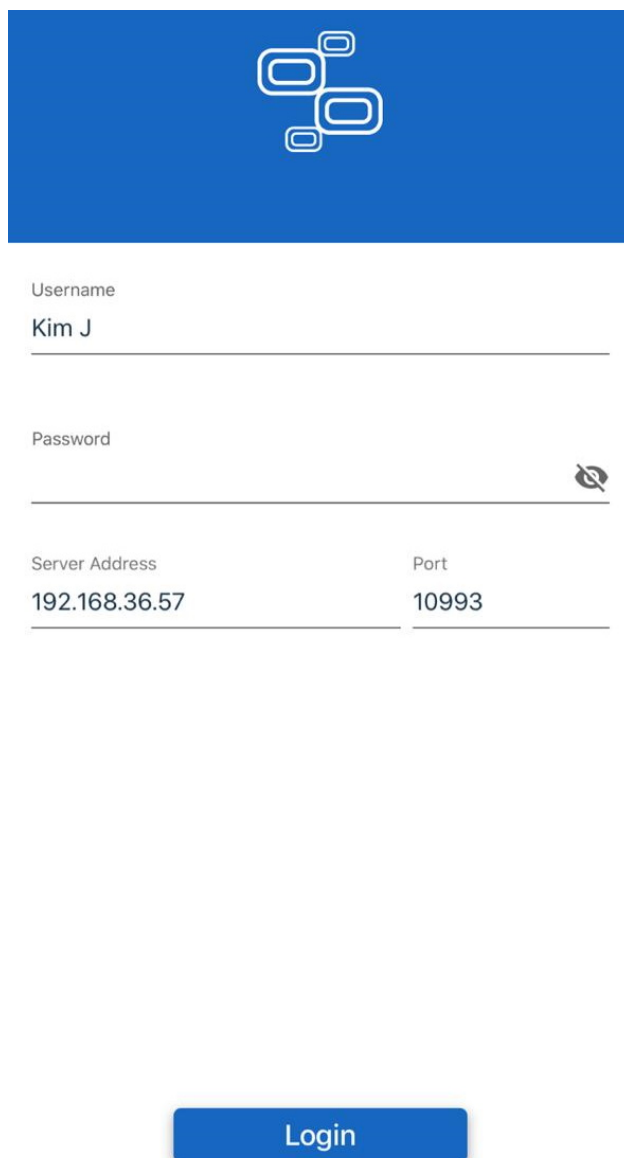 Username
Kim J
Password
Server Address Port
192.168.36.57 10993
Login